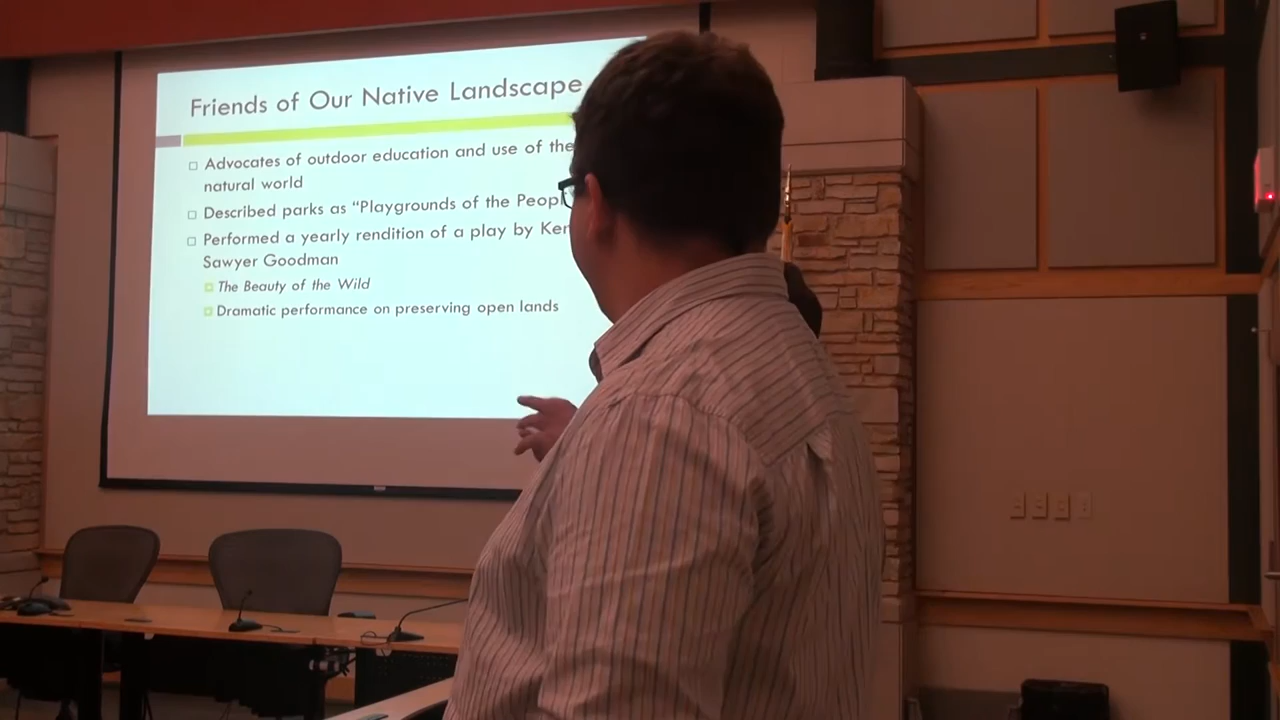 Friends of Our Native Landscape
Advocates of outdoor education and use of the
natural world
Described parks as “Playgrounds of the
Performed a yearly rendition of a play by
Sawyer Goodman
The Beauty of the Wild
Dramatic performance on preserving open lands